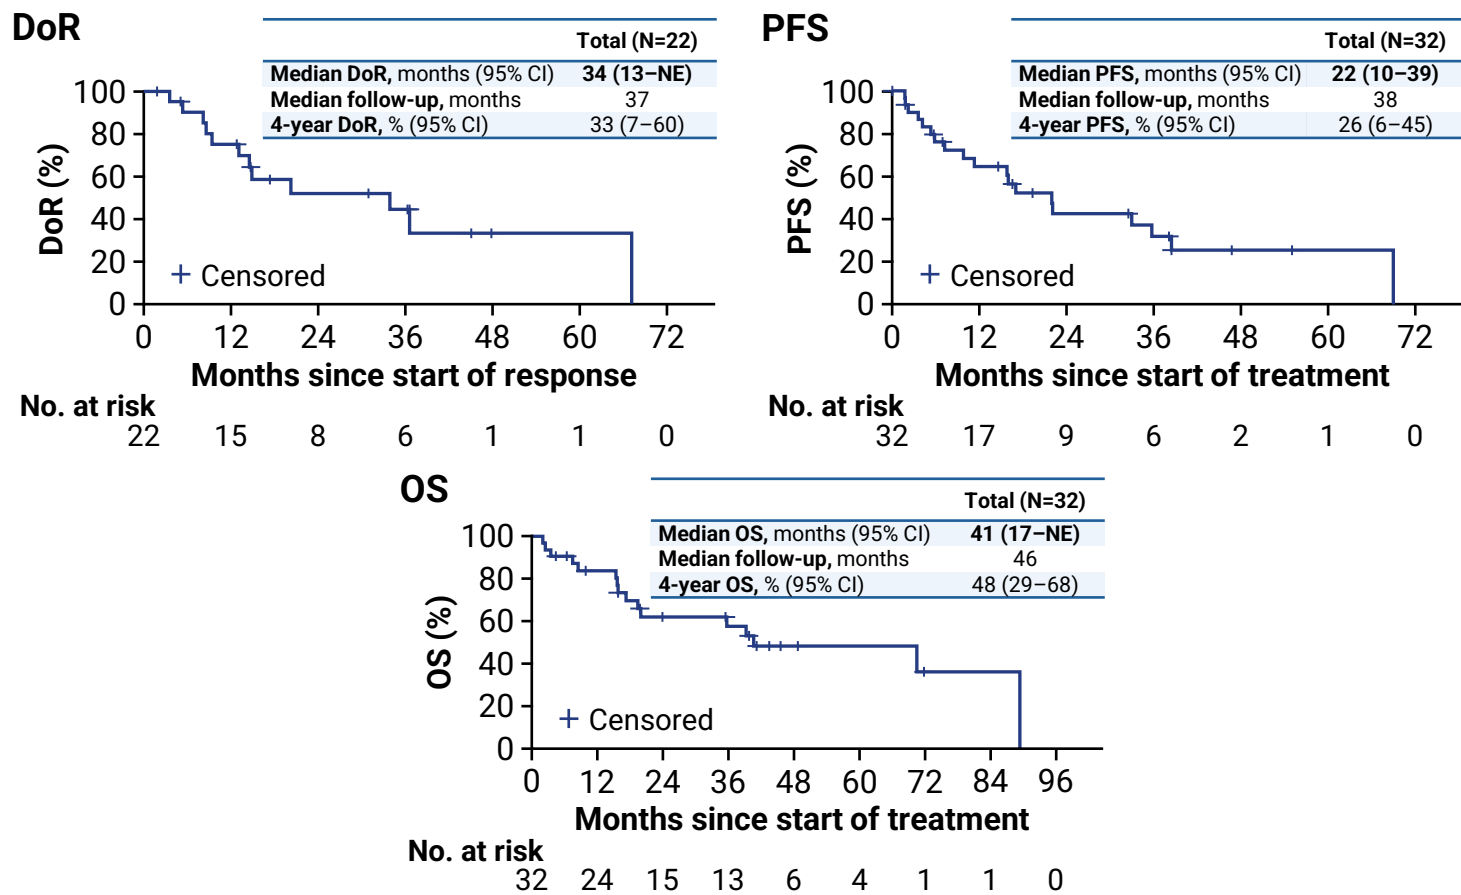 DoR
Total (N=22)
Median DoR, months (95% CI) 34 (13–NE)
Median follow-up, months 37
4-year DoR, % (95% CI) 33 (7–60)
DoR (%)
100
80
60
40
20
0
+ Censored
0 12 24 36 48 60 72
Months since start of response
No. at risk
22 15 8 6 1 1 0
PFS
Total (N=32)
Median PFS, months (95% CI) 22 (10–39)
Median follow-up, months 38
4-year PFS, % (95% CI) 26 (6–45)
PFS (%)
100
80
60
40
20
0
+ Censored
0 12 24 36 48 60 72
Months since start of treatment
No. at risk
32 17 9 6 2 1 0
OS
Total (N=32)
Median OS, months (95% CI) 41 (17–NE)
Median follow-up, months 46
4-year OS, % (95% CI) 48 (29–68)
OS (%)
100
80
60
40
20
0
+ Censored
0 12 24 36 48 60 72 84 96
Months since start of treatment
No. at risk
32 24 15 13 6 4 1 1 0